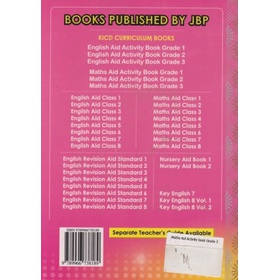 BOOKS PUBLISHED BY JBP
KICD CURRICULUM BOOKS
English Aid Activity Book Grade 1
English Aid Activity Book Grade 2
English Aid Activity Book Grade 3
Maths Aid Activity Book Grade 1
Maths Aid Activity Book Grade 2
Maths Aid Activity Book Grade 3
English Aid Class 1
English Aid Class 2
English Aid Class 3
English Aid Class 4
English Aid Class 5
English Aid Class 6
English Aid Class 7
English Aid Class 8
Maths Aid Class 1
Maths Aid Class 2
Maths Aid Class 3
Maths Aid Class 4
Maths Aid Class 5
Maths Aid Class 6
Maths Aid Class 7
Maths Aid Class 8
English Revision Aid Standard 1
English Revision Aid Standard 2
English Revision Aid Standard 3
English Revision Aid Standard 4
English Revision Aid Standard 5
English Revision Aid Standard 6
English Revision Aid Standard 7
English Revision Aid Standard 8
Nursery Aid Book 1
Nursery Aid Book 2
Key English 7
Key English 8 Vol. 1
Key English 8 Vol. 2
Separate Teacher's Guide Available
Maths Aid Activity Book Grade 2